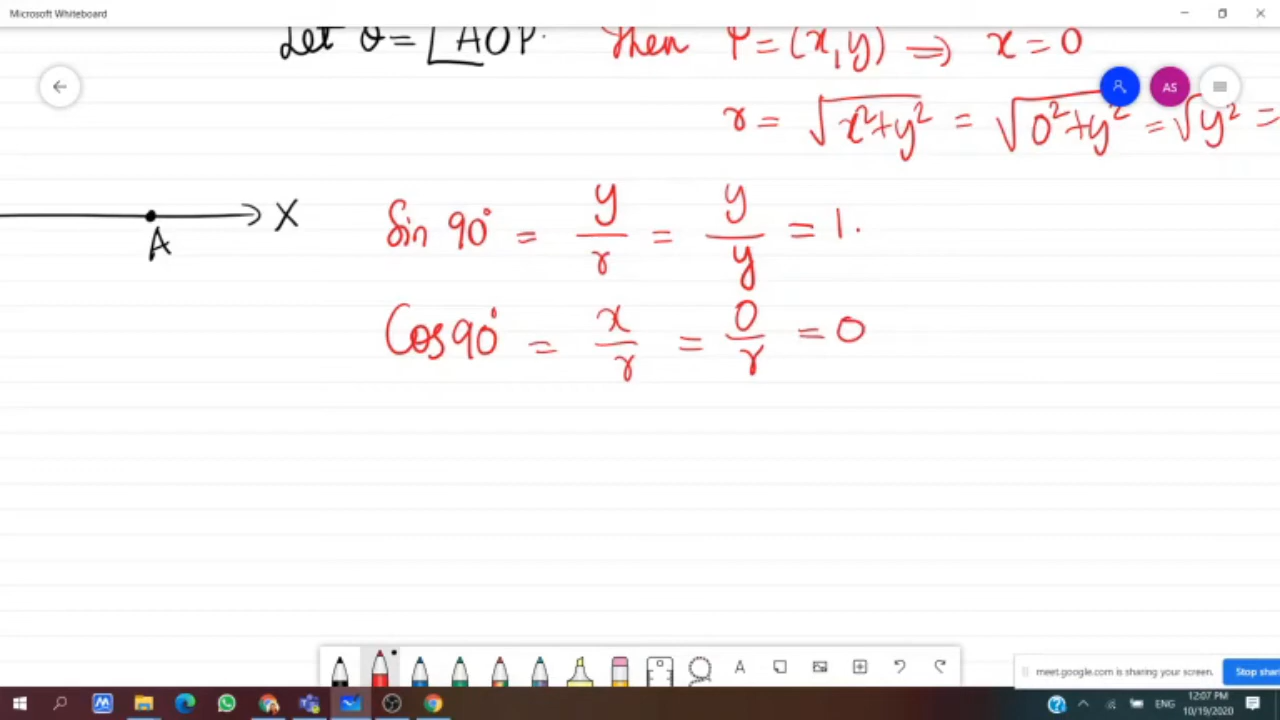 Microsoft Whiteboard
Let θ = ∠AOP. Then P = (x, y) ⟹ x = 0
AS
r = √(x²+y²) = √(0²+y²) = √y² =
X
A
Sin 90° = y/r = y/y = 1.
Cos 90° = x/r = 0/r = 0
A
meet.google.com is sharing your screen.
Stop shar
ENG
12:07 PM
10/19/2020